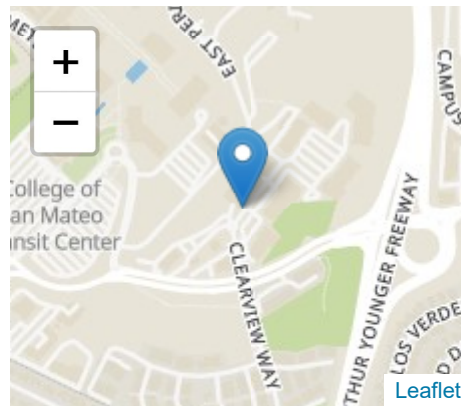 +
−
EAST PER
CAMPUS
College of
an Mateo
nsit Center
CLEARVIEW WAY
THUR YOUNGER FREEWAY
LOS VERDE
Leaflet